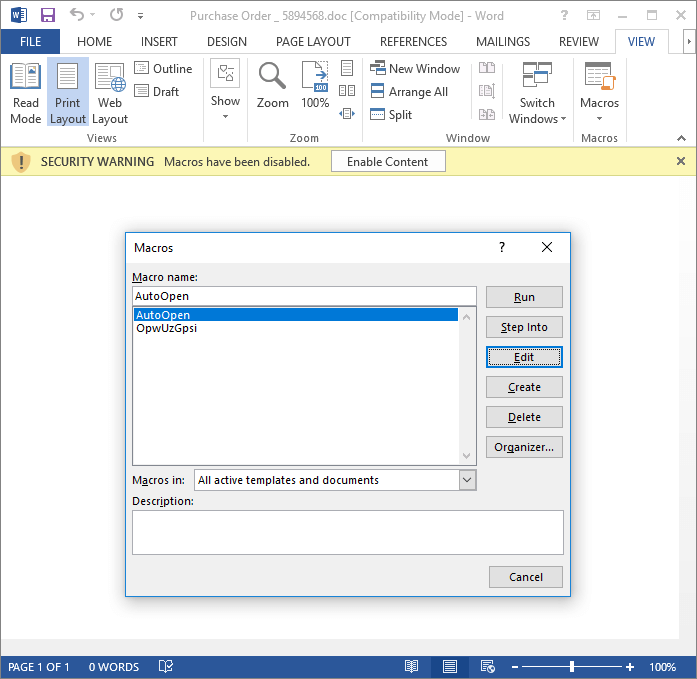 Purchase Order _ 5894568.doc [Compatibility Mode] - Word
FILE HOME INSERT DESIGN PAGE LAYOUT REFERENCES MAILINGS REVIEW VIEW
Read Mode
Print Layout
Web Layout
Outline
Draft
Views
Show
Zoom
100
100%
Zoom
New Window
Arrange All
Split
Switch Windows
Window
Macros
Macros
SECURITY WARNING Macros have been disabled. Enable Content
Macros
Macro name:
AutoOpen
AutoOpen
OpwUzGpsi
Run
Step Into
Edit
Create
Delete
Organizer...
Macros in: All active templates and documents
Description:
Cancel
PAGE 1 OF 1 0 WORDS 100%